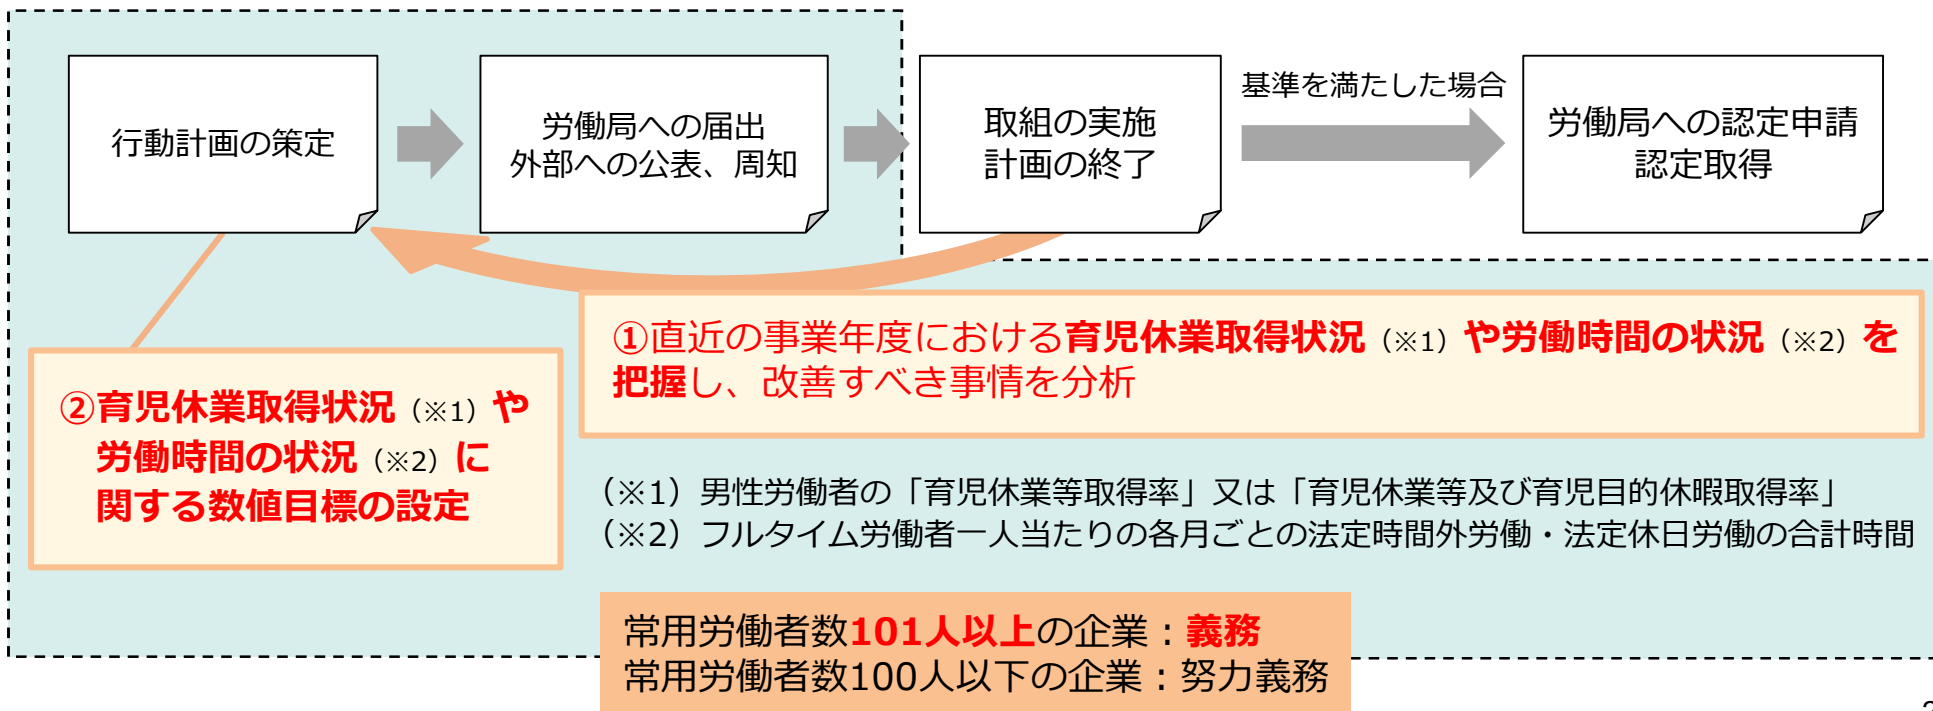 行動計画の策定
労働局への届出
外部への公表、周知
取組の実施
計画の終了
基準を満たした場合
労働局への認定申請
認定取得
①直近の事業年度における育児休業取得状況（※1）や労働時間の状況（※2）を
把握し、改善すべき事情を分析
②育児休業取得状況（※1）や
労働時間の状況（※2）に
関する数値目標の設定
（※1）男性労働者の「育児休業等取得率」又は「育児休業等及び育児目的休暇取得率」
（※2）フルタイム労働者一人当たりの各月ごとの法定時間外労働・法定休日労働の合計時間
常用労働者数101人以上の企業：義務
常用労働者数100人以下の企業：努力義務